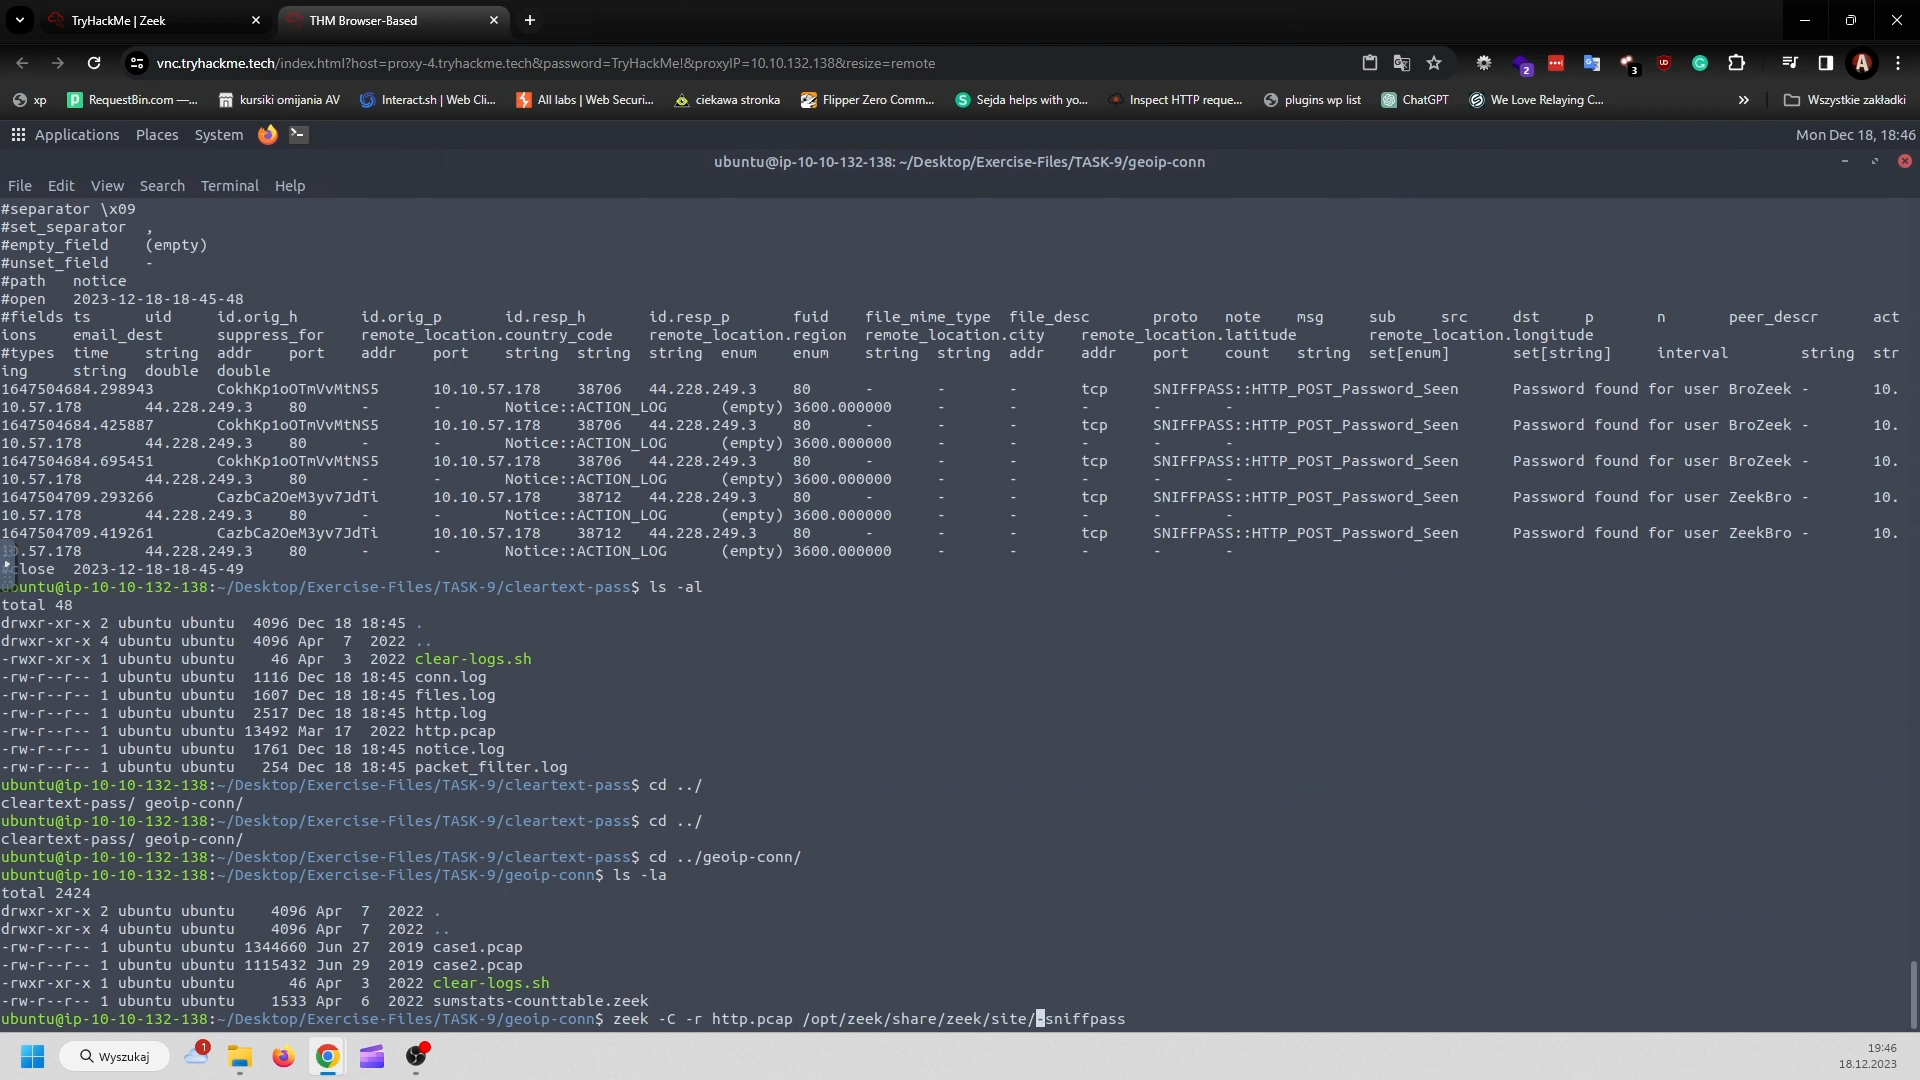 TryHackMe | Zeek
THM Browser-Based
vnc.tryhackme.tech/index.html?host=proxy-4.tryhackme.tech&password=TryHackMe!&proxyIP=10.10.132.138&resize=remote
2
3
A
xp
RequestBin.com —...
kursiki omijania AV
Interact.sh | Web Cli...
All labs | Web Securi...
ciekawa stronka
Flipper Zero Comm...
Sejda helps with yo...
Inspect HTTP reque...
plugins wp list
ChatGPT
We Love Relaying C...
»
Wszystkie zakładki
Applications Places System
Mon Dec 18, 18:46
ubuntu@ip-10-10-132-138: ~/Desktop/Exercise-Files/TASK-9/geoip-conn
File Edit View Search Terminal Help
#separator \x09
#set_separator ,
#empty_field (empty)
#unset_field -
#path notice
#open 2023-12-18-18-45-48
#fields ts uid id.orig_h id.orig_p id.resp_h id.resp_p fuid file_mime_type file_desc proto note msg sub src dst p n peer_descr act
ions email_dest suppress_for remote_location.country_code remote_location.region remote_location.city remote_location.latitude remote_location.longitude
#types time string addr port addr port string string string enum enum string string addr addr port count string set[enum] set[string] interval string str
ing string double double
1647504684.298943 CokhKp1oOTmVvMtNS5 10.10.57.178 38706 44.228.249.3 80 - - - tcp SNIFFPASS::HTTP_POST_Password_Seen Password found for user BroZeek - 10.
10.57.178 44.228.249.3 80 - - Notice::ACTION_LOG (empty) 3600.000000 - - - - -
1647504684.425887 CokhKp1oOTmVvMtNS5 10.10.57.178 38706 44.228.249.3 80 - - - tcp SNIFFPASS::HTTP_POST_Password_Seen Password found for user BroZeek - 10.
10.57.178 44.228.249.3 80 - - Notice::ACTION_LOG (empty) 3600.000000 - - - - -
1647504684.695451 CokhKp1oOTmVvMtNS5 10.10.57.178 38706 44.228.249.3 80 - - - tcp SNIFFPASS::HTTP_POST_Password_Seen Password found for user BroZeek - 10.
10.57.178 44.228.249.3 80 - - Notice::ACTION_LOG (empty) 3600.000000 - - - - -
1647504709.293266 CazbCa2OeM3yv7JdTi 10.10.57.178 38712 44.228.249.3 80 - - - tcp SNIFFPASS::HTTP_POST_Password_Seen Password found for user ZeekBro - 10.
10.57.178 44.228.249.3 80 - - Notice::ACTION_LOG (empty) 3600.000000 - - - - -
1647504709.419261 CazbCa2OeM3yv7JdTi 10.10.57.178 38712 44.228.249.3 80 - - - tcp SNIFFPASS::HTTP_POST_Password_Seen Password found for user ZeekBro - 10.
.57.178 44.228.249.3 80 - - Notice::ACTION_LOG (empty) 3600.000000 - - - - -
close 2023-12-18-18-45-49
ubuntu@ip-10-10-132-138:~/Desktop/Exercise-Files/TASK-9/cleartext-pass$ ls -al
total 48
drwxr-xr-x 2 ubuntu ubuntu 4096 Dec 18 18:45 .
drwxr-xr-x 4 ubuntu ubuntu 4096 Apr 7 2022 ..
-rwxr-xr-x 1 ubuntu ubuntu 46 Apr 3 2022 clear-logs.sh
-rw-r--r-- 1 ubuntu ubuntu 1116 Dec 18 18:45 conn.log
-rw-r--r-- 1 ubuntu ubuntu 1607 Dec 18 18:45 files.log
-rw-r--r-- 1 ubuntu ubuntu 2517 Dec 18 18:45 http.log
-rw-r--r-- 1 ubuntu ubuntu 13492 Mar 17 2022 http.pcap
-rw-r--r-- 1 ubuntu ubuntu 1761 Dec 18 18:45 notice.log
-rw-r--r-- 1 ubuntu ubuntu 254 Dec 18 18:45 packet_filter.log
ubuntu@ip-10-10-132-138:~/Desktop/Exercise-Files/TASK-9/cleartext-pass$ cd ../
cleartext-pass/ geoip-conn/
ubuntu@ip-10-10-132-138:~/Desktop/Exercise-Files/TASK-9/cleartext-pass$ cd ../
cleartext-pass/ geoip-conn/
ubuntu@ip-10-10-132-138:~/Desktop/Exercise-Files/TASK-9/cleartext-pass$ cd ../geoip-conn/
ubuntu@ip-10-10-132-138:~/Desktop/Exercise-Files/TASK-9/geoip-conn$ ls -la
total 2424
drwxr-xr-x 2 ubuntu ubuntu 4096 Apr 7 2022 .
drwxr-xr-x 4 ubuntu ubuntu 4096 Apr 7 2022 ..
-rw-r--r-- 1 ubuntu ubuntu 1344660 Jun 27 2019 case1.pcap
-rw-r--r-- 1 ubuntu ubuntu 1115432 Jun 29 2019 case2.pcap
-rwxr-xr-x 1 ubuntu ubuntu 46 Apr 3 2022 clear-logs.sh
-rw-r--r-- 1 ubuntu ubuntu 1533 Apr 6 2022 sumstats-counttable.zeek
ubuntu@ip-10-10-132-138:~/Desktop/Exercise-Files/TASK-9/geoip-conn$ zeek -C -r http.pcap /opt/zeek/share/zeek/site/-sniffpass
Wyszukaj
1
19:46
18.12.2023